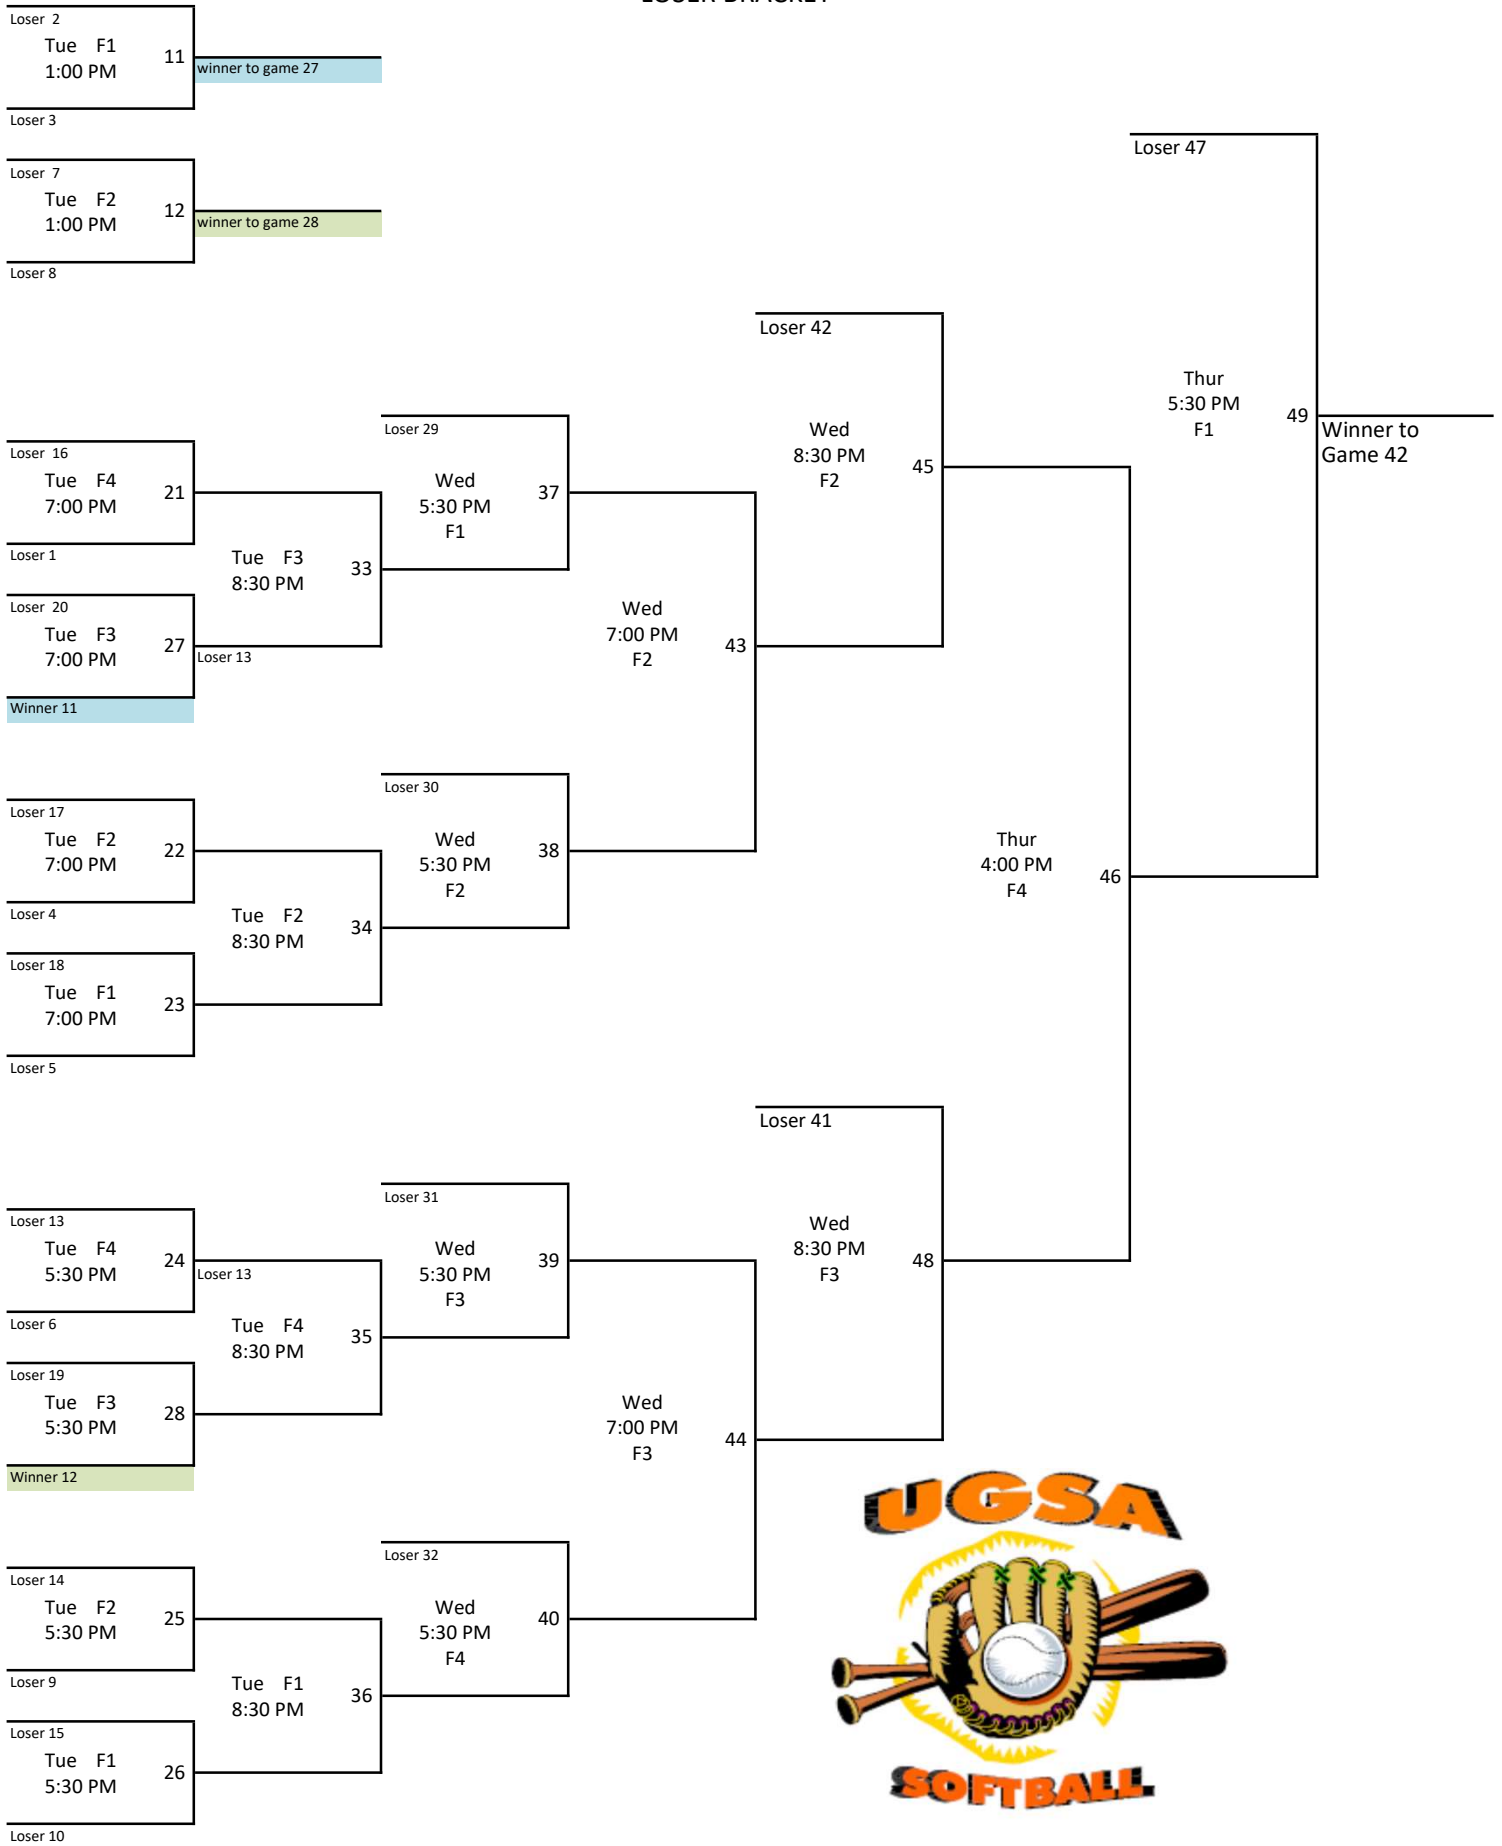 LOSER BRACKET
Loser 2
Tue F1
1:00 PM
11
winner to game 27
Loser 3
Loser 7
Tue F2
1:00 PM
12
winner to game 28
Loser 8
Loser 16
Tue F4
7:00 PM
21
Loser 1
Tue F3
8:30 PM
33
Loser 20
Tue F3
7:00 PM
27
Loser 13
Winner 11
Loser 29
Wed
5:30 PM
F1
37
Loser 17
Tue F2
7:00 PM
22
Loser 4
Tue F2
8:30 PM
34
Loser 18
Tue F1
7:00 PM
23
Loser 5
Loser 30
Wed
5:30 PM
F2
38
Wed
7:00 PM
F2
43
Loser 42
Wed
8:30 PM
F2
45
Loser 13
Tue F4
5:30 PM
24
Loser 13
Loser 6
Tue F4
8:30 PM
35
Loser 19
Tue F3
5:30 PM
28
Winner 12
Loser 31
Wed
5:30 PM
F3
39
Loser 14
Tue F2
5:30 PM
25
Loser 9
Tue F1
8:30 PM
36
Loser 15
Tue F1
5:30 PM
26
Loser 10
Loser 32
Wed
5:30 PM
F4
40
Wed
7:00 PM
F3
44
Loser 41
Wed
8:30 PM
F3
48
Thur
4:00 PM
F4
46
Loser 47
Thur
5:30 PM
F1
49
Winner to
Game 42
UGSA
SOFTBALL